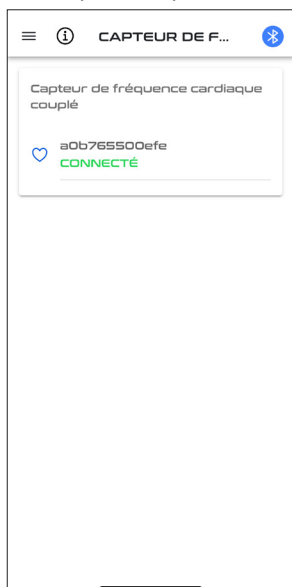 CAPTEUR DE F...
Capteur de fréquence cardiaque
couplé
a0b765500efe
CONNECTÉ